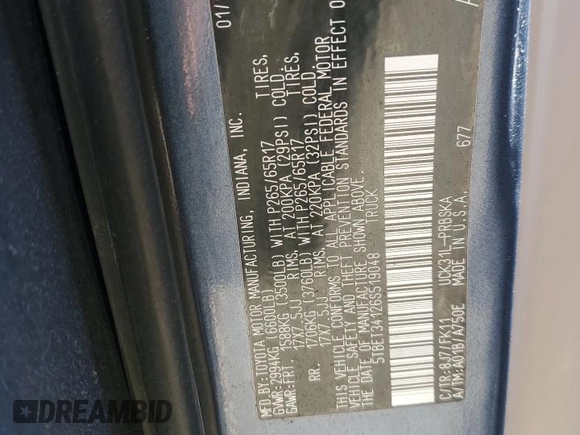 MFD.BY:TOYOTA MOTOR MANUFACTURING, INDIANA, INC. 01/
GVWR:2994KG (6600LB)
GAWR:FRT. 1588KG (3500LB) WITH P265/65R17 TIRES,
17X7.5JJ RIMS, AT 200KPA (29PSI) COLD.
RR. 1706KG (3760LB) WITH P265/65R17 TIRES,
17X7.5JJ RIMS, AT 220KPA (32PSI) COLD.
THIS VEHICLE CONFORMS TO ALL APPLICABLE FEDERAL MOTOR
VEHICLE SAFETY AND THEFT PREVENTION STANDARDS IN EFFECT O
THE DATE OF MANUFACTURE SHOWN ABOVE. A
5TBET34126S519048 TRUCK
C/TR:8J7/FK11 UCK31L-PRBSKA 677
A/TM:A01B/A750E MADE IN U.S.A.
DREAMBID